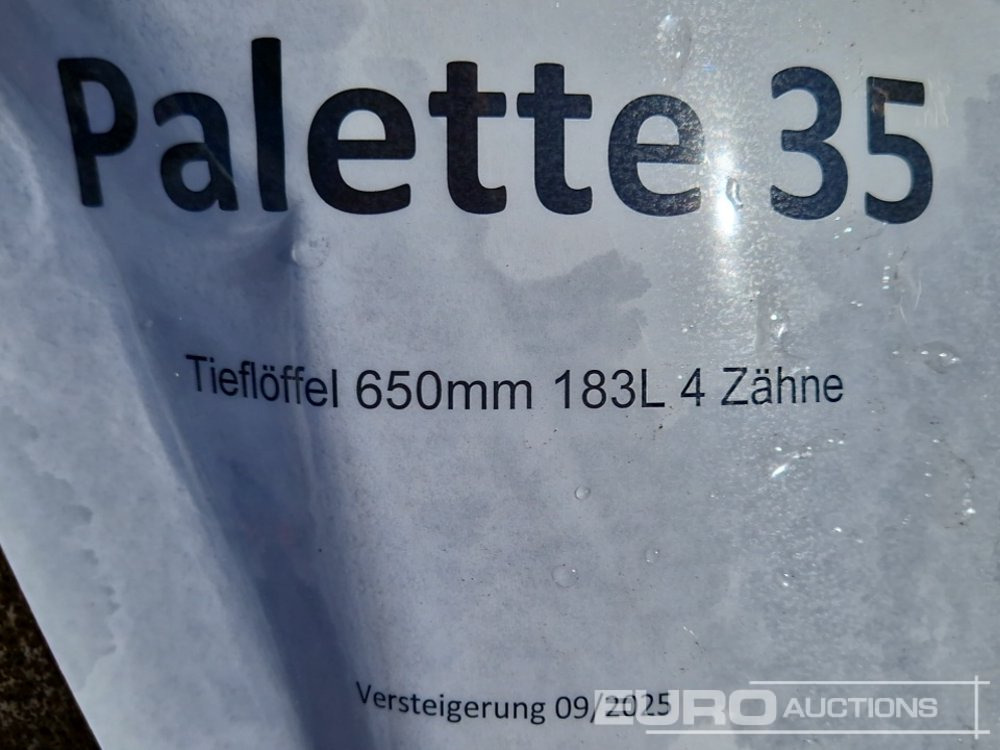 Palette 35
Tieflöffel 650mm 183L 4 Zähne
Versteigerung 09/2025
EURO AUCTIONS